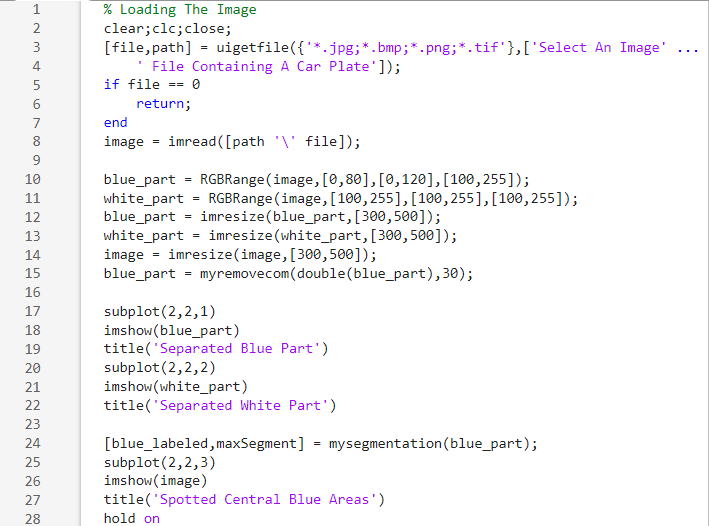 1 % Loading The Image
2 clear;clc;close;
3 [file,path] = uigetfile({'*.jpg;*.bmp;*.png;*.tif'},['Select An Image' ...
4     ' File Containing A Car Plate']);
5 if file == 0
6     return;
7 end
8 image = imread([path '\' file]);
9
10 blue_part = RGBRange(image,[0,80],[0,120],[100,255]);
11 white_part = RGBRange(image,[100,255],[100,255],[100,255]);
12 blue_part = imresize(blue_part,[300,500]);
13 white_part = imresize(white_part,[300,500]);
14 image = imresize(image,[300,500]);
15 blue_part = myremovecom(double(blue_part),30);
16
17 subplot(2,2,1)
18 imshow(blue_part)
19 title('Separated Blue Part')
20 subplot(2,2,2)
21 imshow(white_part)
22 title('Separated White Part')
23
24 [blue_labeled,maxSegment] = mysegmentation(blue_part);
25 subplot(2,2,3)
26 imshow(image)
27 title('Spotted Central Blue Areas')
28 hold on